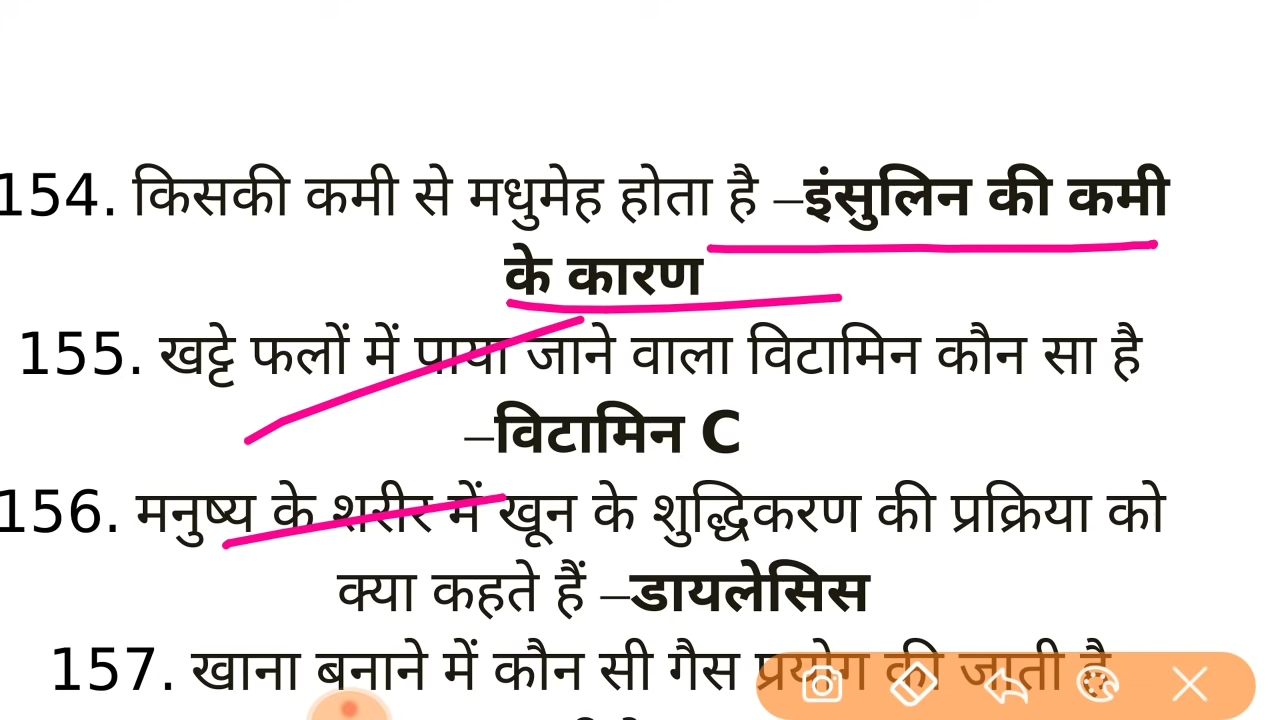 154. किसकी कमी से मधुमेह होता है –इंसुलिन की कमी
के कारण
155. खट्टे फलों में पाया जाने वाला विटामिन कौन सा है
–विटामिन C
156. मनुष्य के शरीर में खून के शुद्धिकरण की प्रक्रिया को
क्या कहते हैं –डायलेसिस
157. खाना बनाने में कौन सी गैस प्रयोग की जाती है